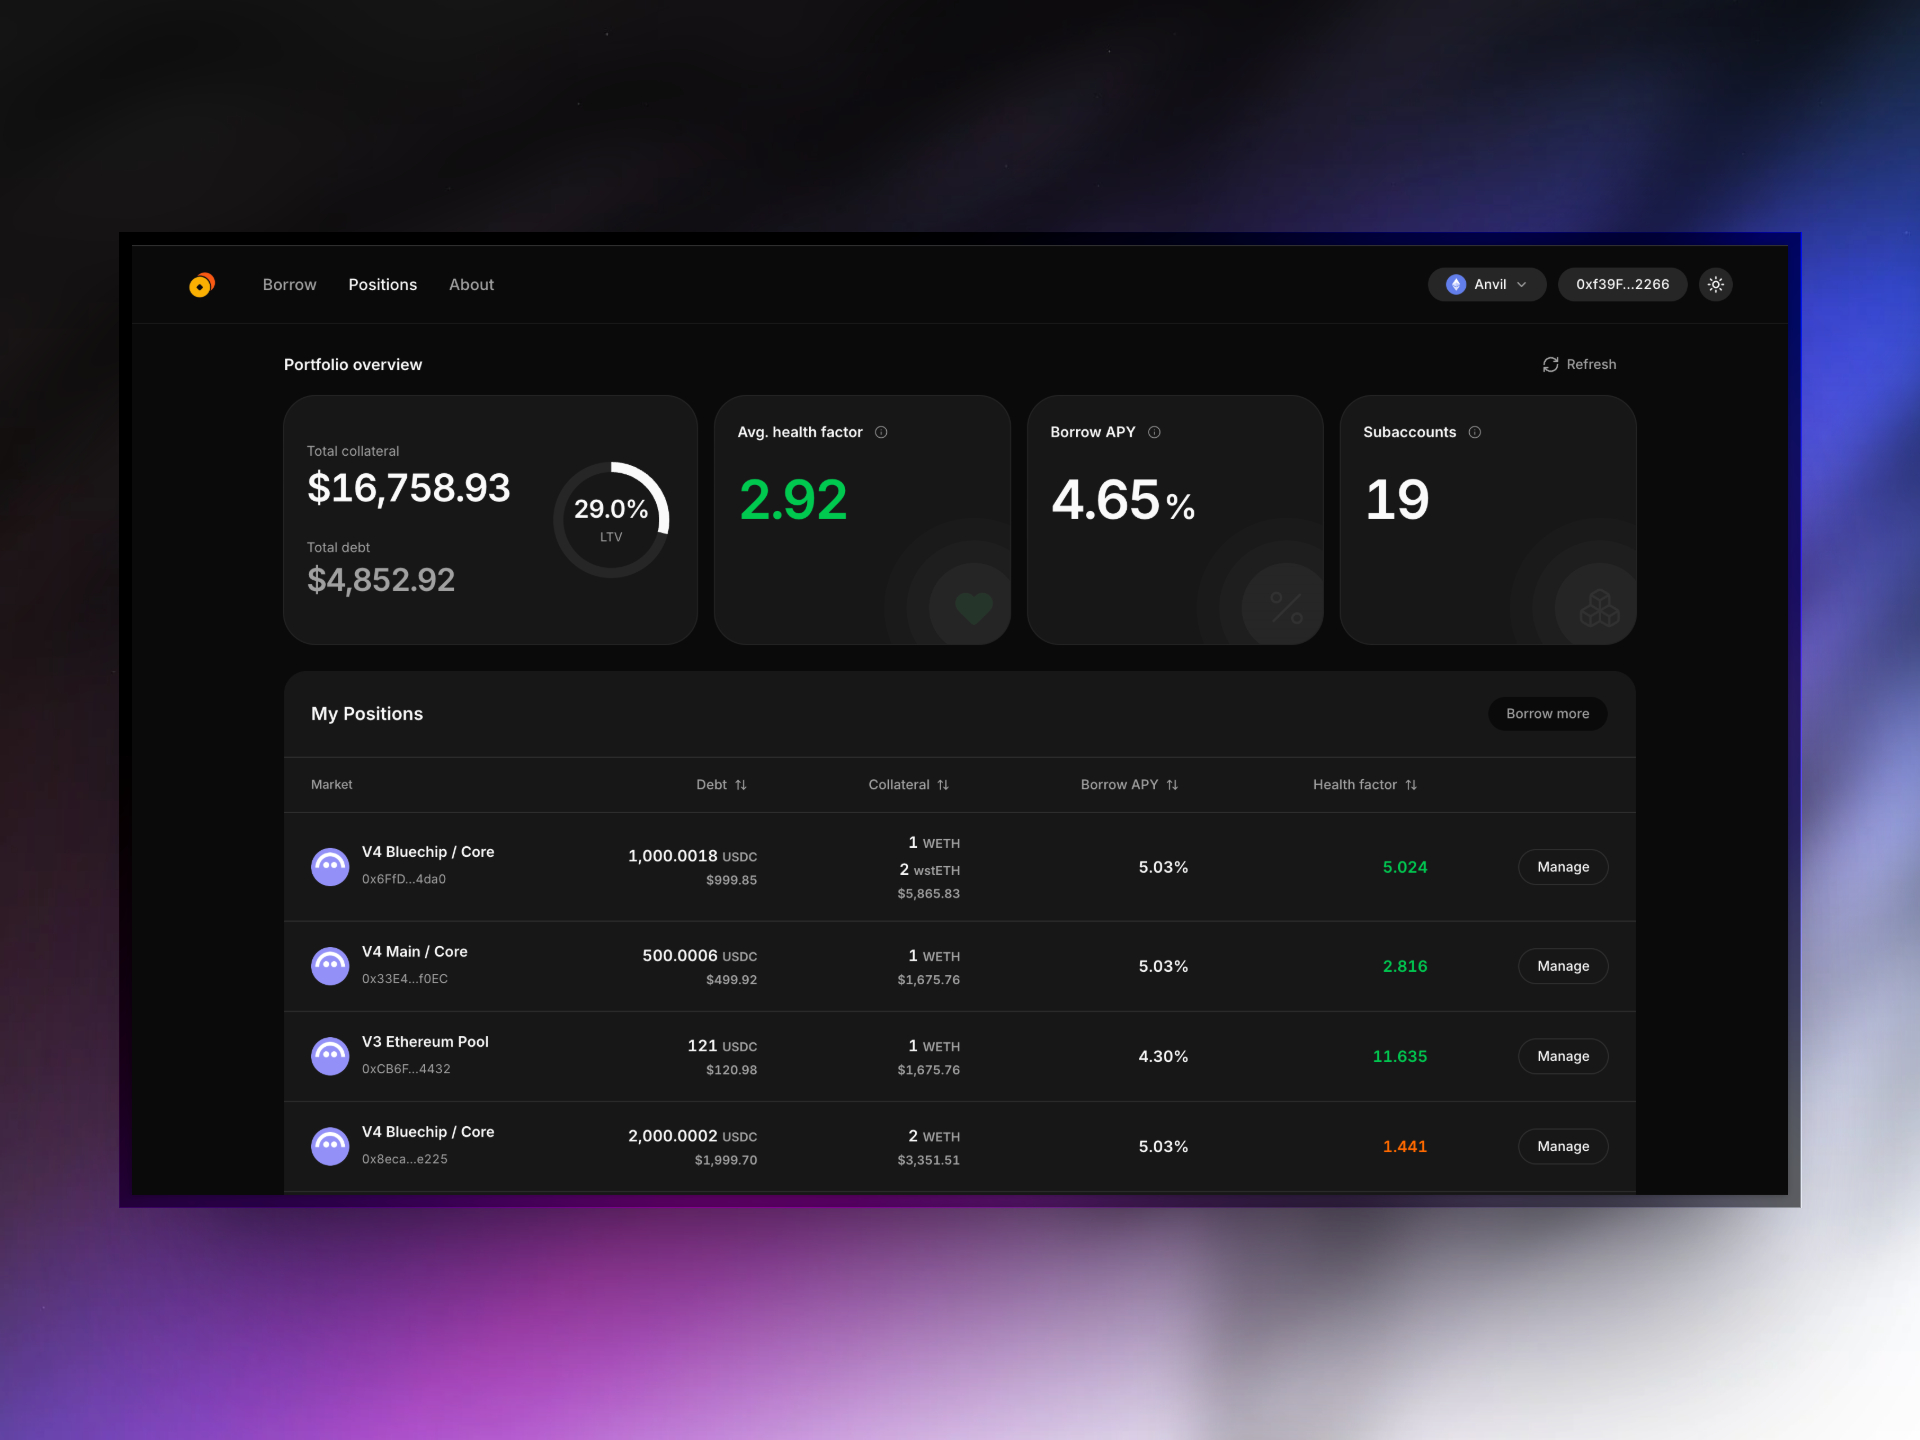 Borrow Positions About Anvil 0xf39F...2266
Portfolio overview Refresh
Total collateral
$16,758.93
Total debt
$4,852.92
29.0%
LTV
Avg. health factor
2.92
Borrow APY
4.65 %
Subaccounts
19
My Positions Borrow more
Market Debt Collateral Borrow APY Health factor
V4 Bluechip / Core
0x6FfD...4da0
1,000.0018 USDC
$999.85
1 WETH
2 wstETH
$5,865.83
5.03%
5.024
Manage
V4 Main / Core
0x33E4...f0EC
500.0006 USDC
$499.92
1 WETH
$1,675.76
5.03%
2.816
Manage
V3 Ethereum Pool
0xCB6F...4432
121 USDC
$120.98
1 WETH
$1,675.76
4.30%
11.635
Manage
V4 Bluechip / Core
0x8eca...e225
2,000.0002 USDC
$1,999.70
2 WETH
$3,351.51
5.03%
1.441
Manage